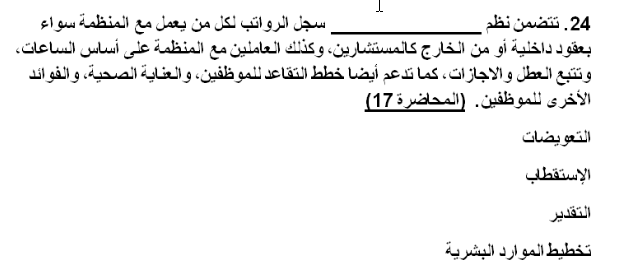 24. تتضمن نظم ________________ سجل الرواتب لكل من يعمل مع المنظمة سواء
بعقود داخلية أو من الخارج كالمستشارين، وكذلك العاملين مع المنظمة على أساس الساعات،
وتتبع العطل والاجازات، كما تدعم أيضا خطط التقاعد للموظفين، والعناية الصحية، والفوائد
الأخرى للموظفين. (المحاضرة 17)
التعويضات
الإستقطاب
التقدير
تخطيط الموارد البشرية